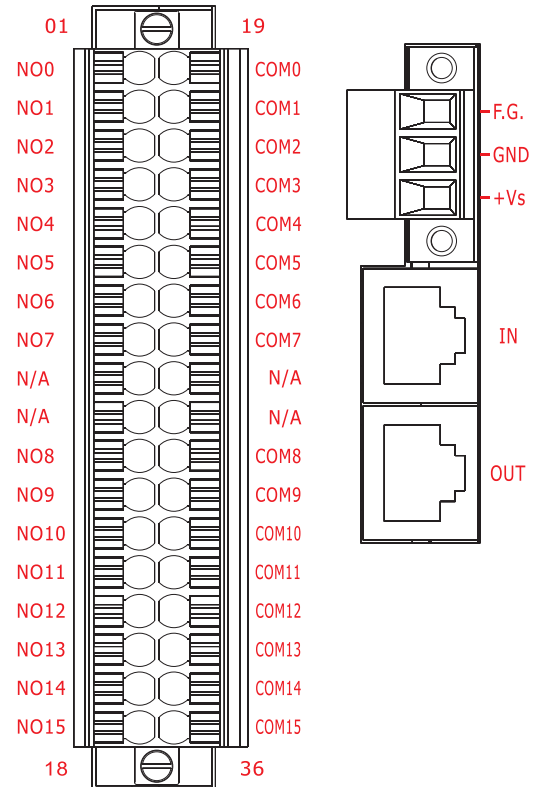 01 19
NO0 COM0
NO1 COM1
NO2 COM2
NO3 COM3
NO4 COM4
NO5 COM5
NO6 COM6
NO7 COM7
N/A N/A
N/A N/A
NO8 COM8
NO9 COM9
NO10 COM10
NO11 COM11
NO12 COM12
NO13 COM13
NO14 COM14
NO15 COM15
18 36
F.G.
GND
+Vs
IN
OUT